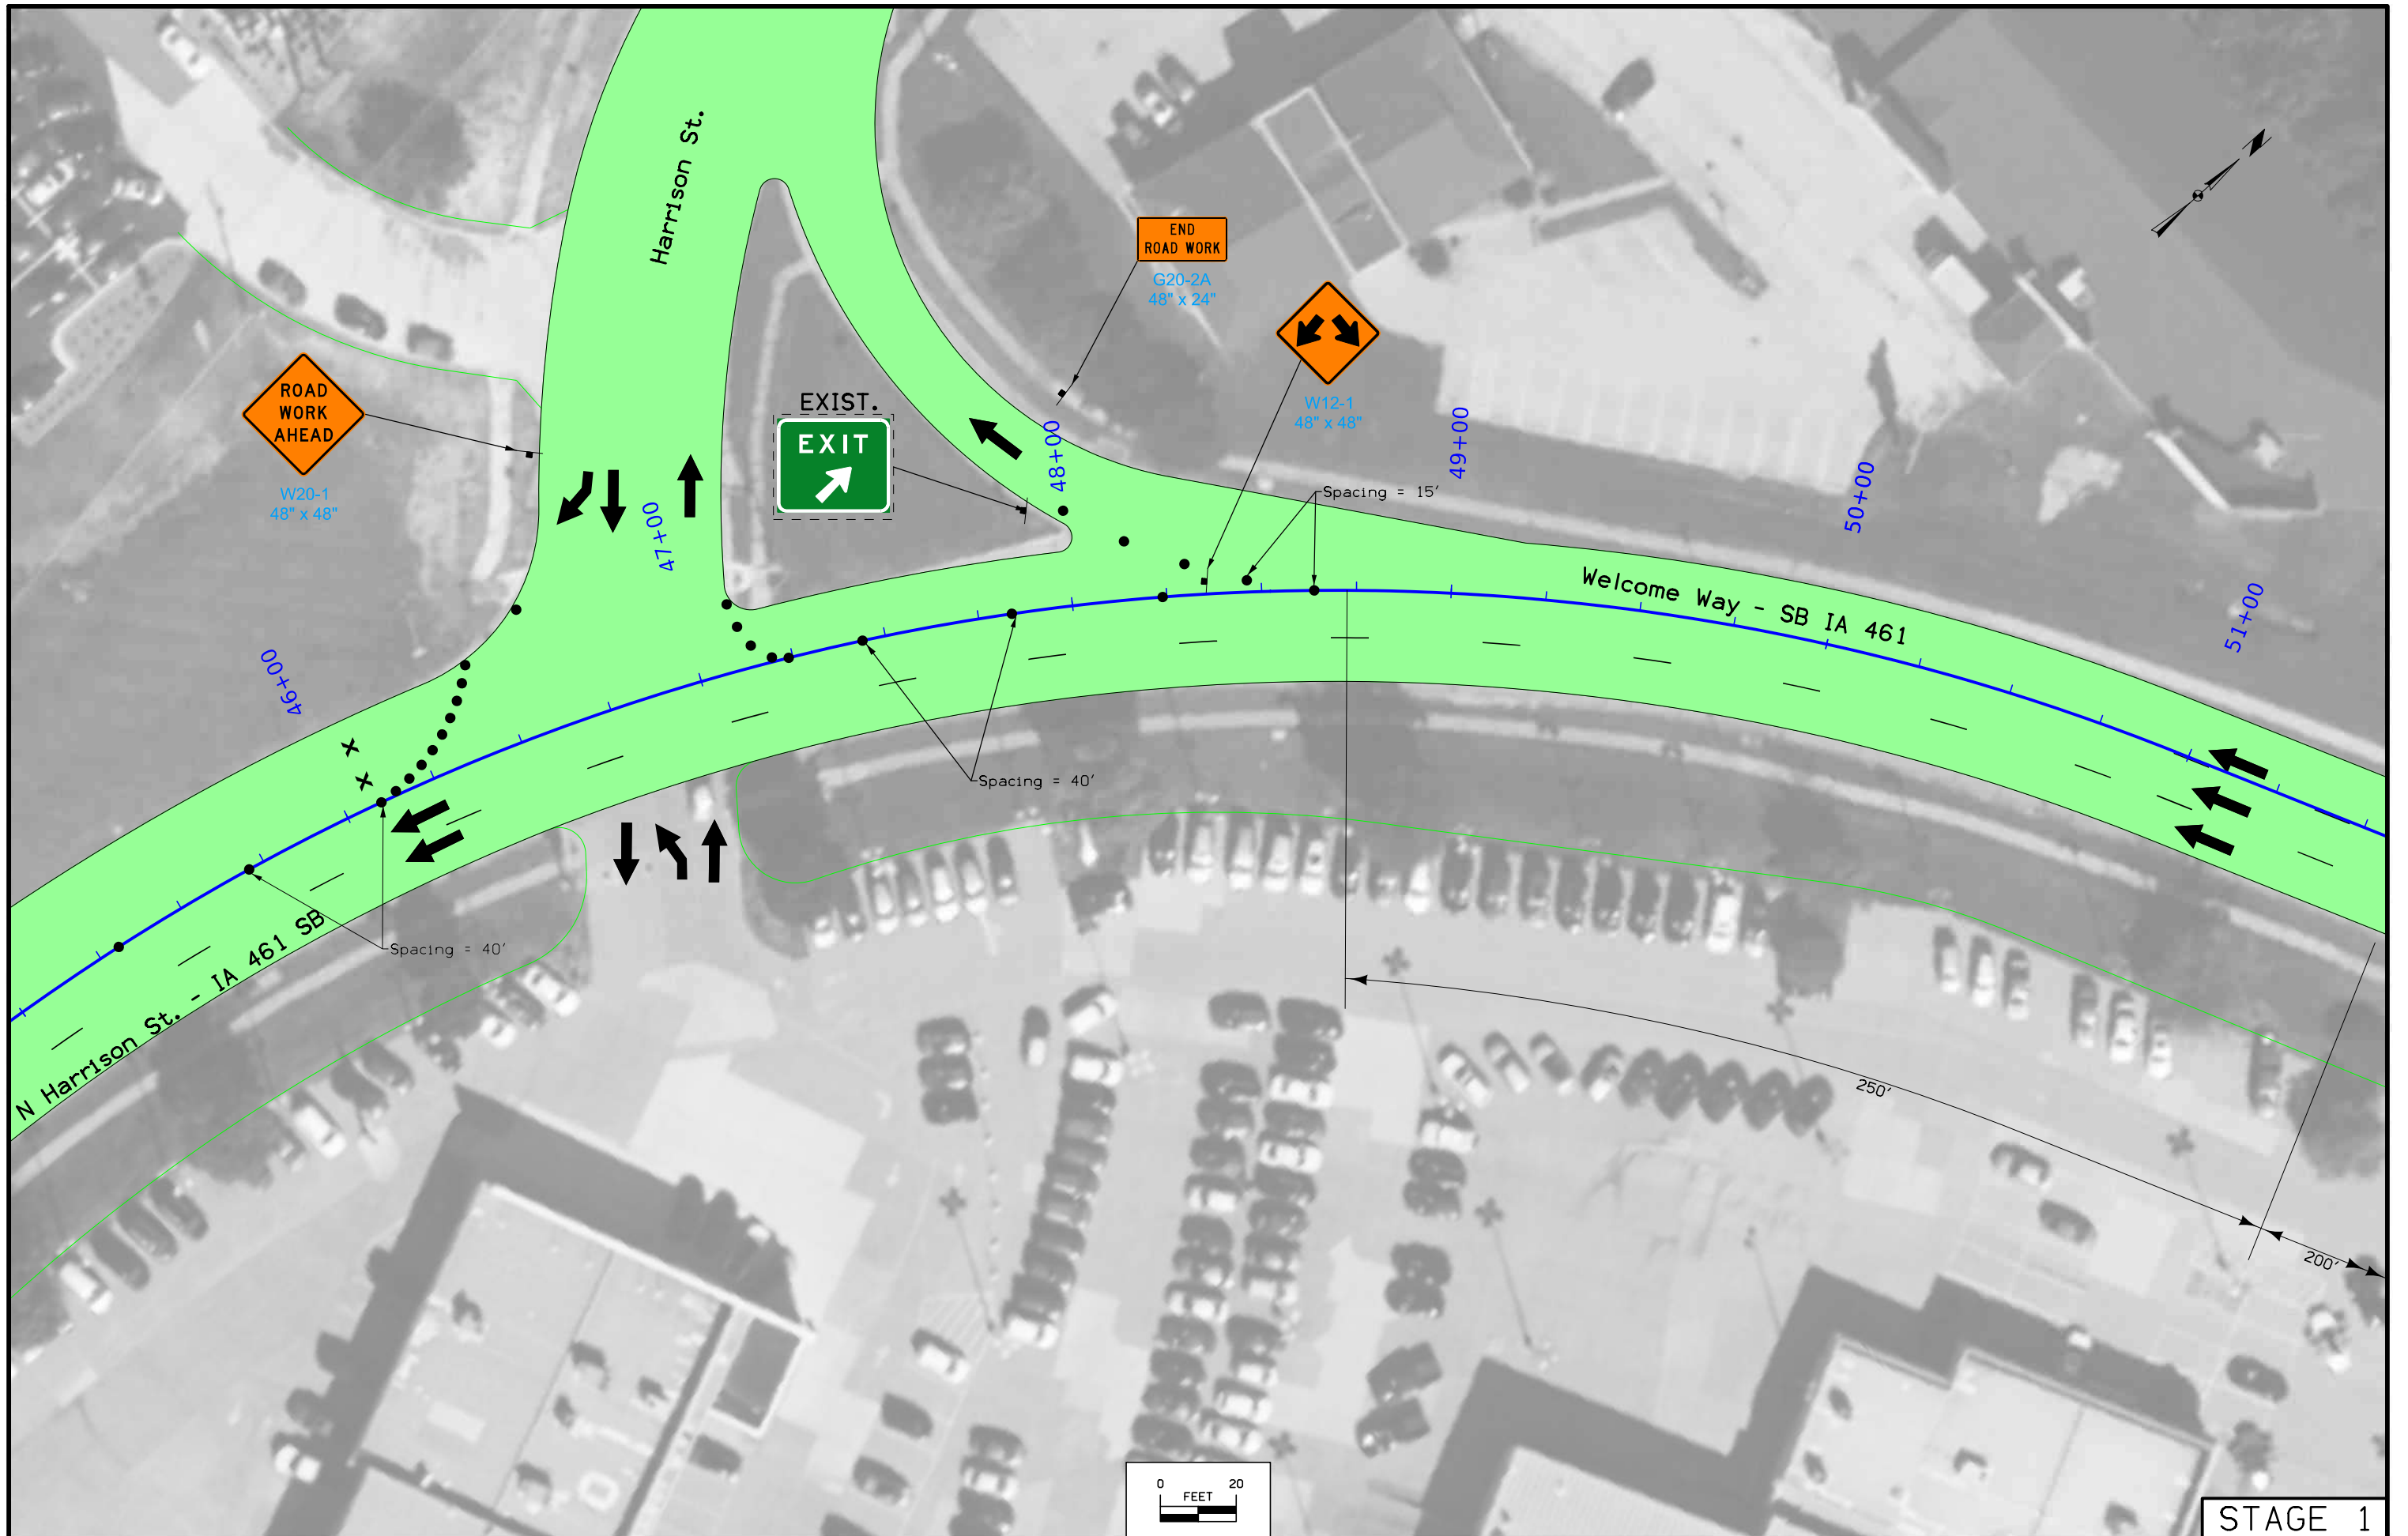 Harrison St.
END
ROAD WORK
G20-2A
48" x 24"
W12-1
48" x 48"
ROAD
WORK
AHEAD
W20-1
48" x 48"
EXIST.
EXIT
46+00
47+00
48+00
49+00
50+00
51+00
Spacing = 15'
Welcome Way - SB IA 461
Spacing = 40'
Spacing = 40'
N Harrison St. - IA 461 SB
250'
200'
N
0 20
FEET
STAGE 1